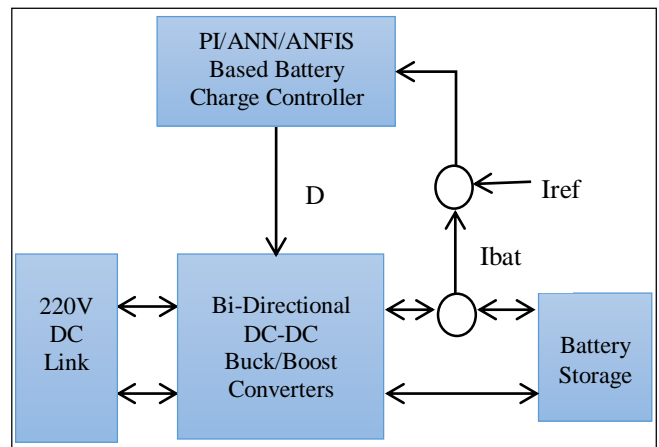 PI/ANN/ANFIS
Based Battery
Charge Controller
D
Iref
Ibat
220V
DC
Link
Bi-Directional
DC-DC
Buck/Boost
Converters
Battery
Storage